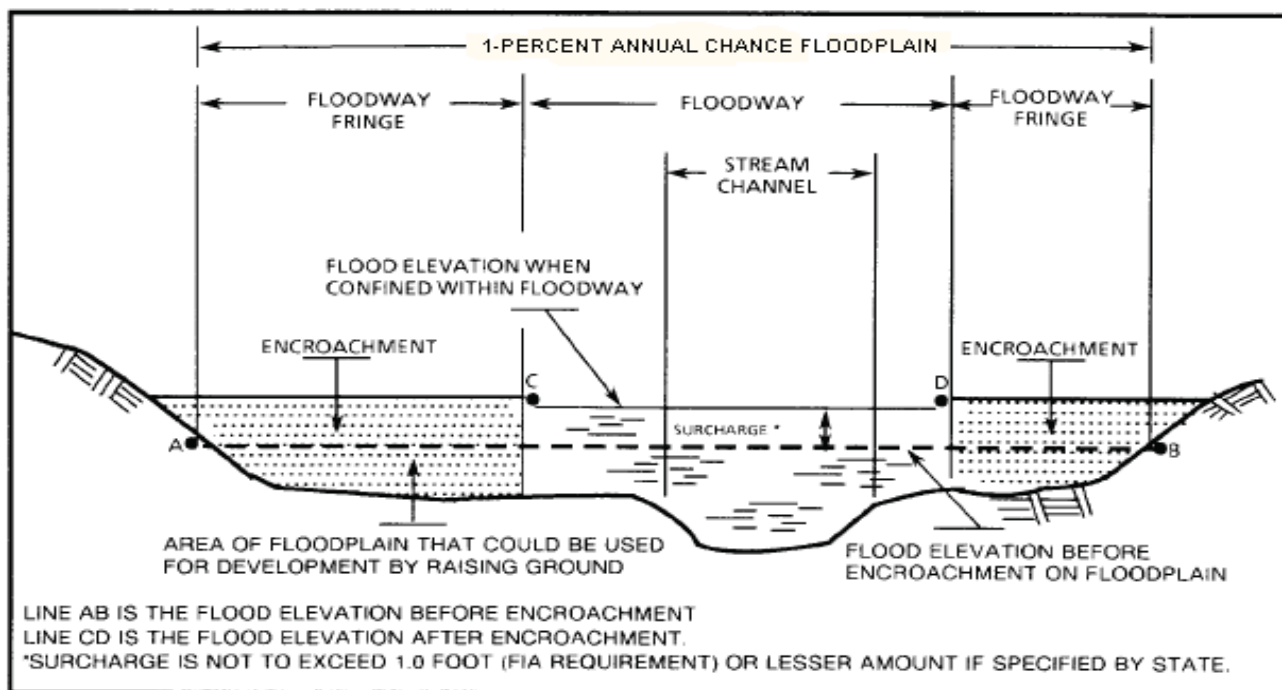 1-PERCENT ANNUAL CHANCE FLOODPLAIN
FLOODWAY
FRINGE
FLOODWAY
FLOODWAY
FRINGE
STREAM
CHANNEL
FLOOD ELEVATION WHEN
CONFINED WITHIN FLOODWAY
ENCROACHMENT
ENCROACHMENT
C
D
SURCHARGE *
A
B
AREA OF FLOODPLAIN THAT COULD BE USED
FOR DEVELOPMENT BY RAISING GROUND
FLOOD ELEVATION BEFORE
ENCROACHMENT ON FLOODPLAIN
LINE AB IS THE FLOOD ELEVATION BEFORE ENCROACHMENT
LINE CD IS THE FLOOD ELEVATION AFTER ENCROACHMENT.
*SURCHARGE IS NOT TO EXCEED 1.0 FOOT (FIA REQUIREMENT) OR LESSER AMOUNT IF SPECIFIED BY STATE.